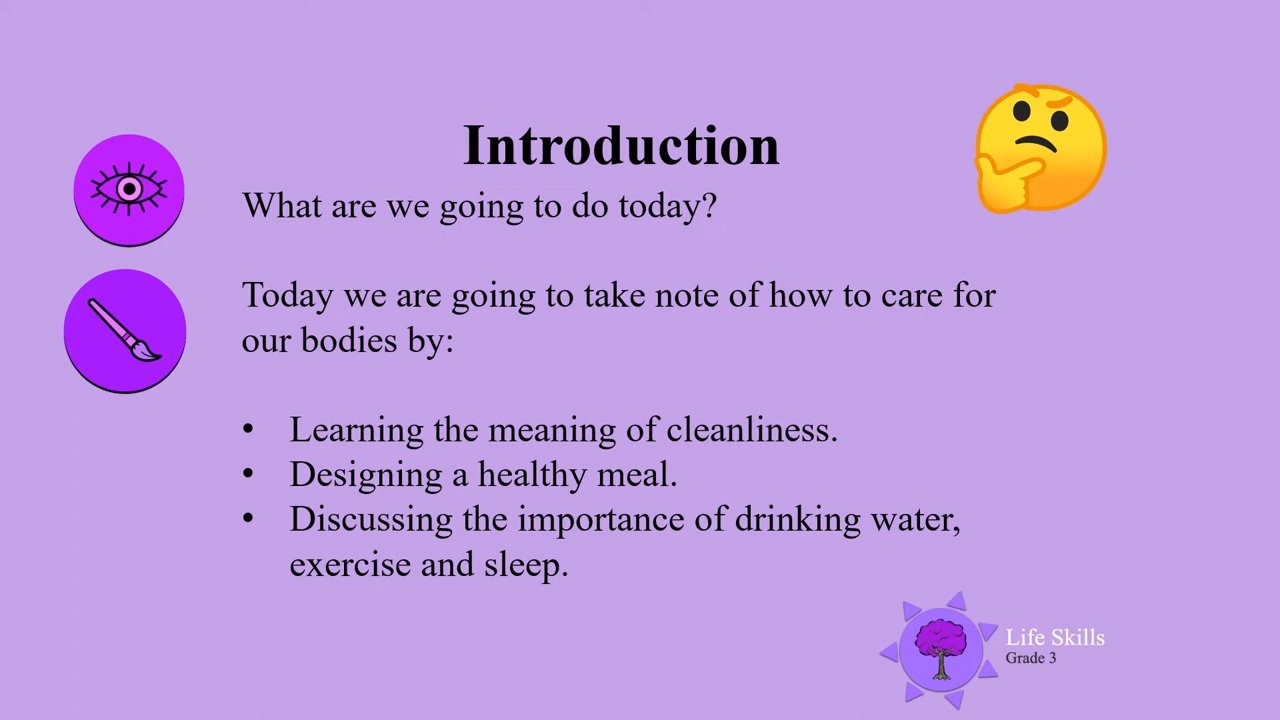 Introduction
What are we going to do today?
Today we are going to take note of how to care for
our bodies by:
• Learning the meaning of cleanliness.
• Designing a healthy meal.
• Discussing the importance of drinking water,
exercise and sleep.
Life Skills
Grade 3